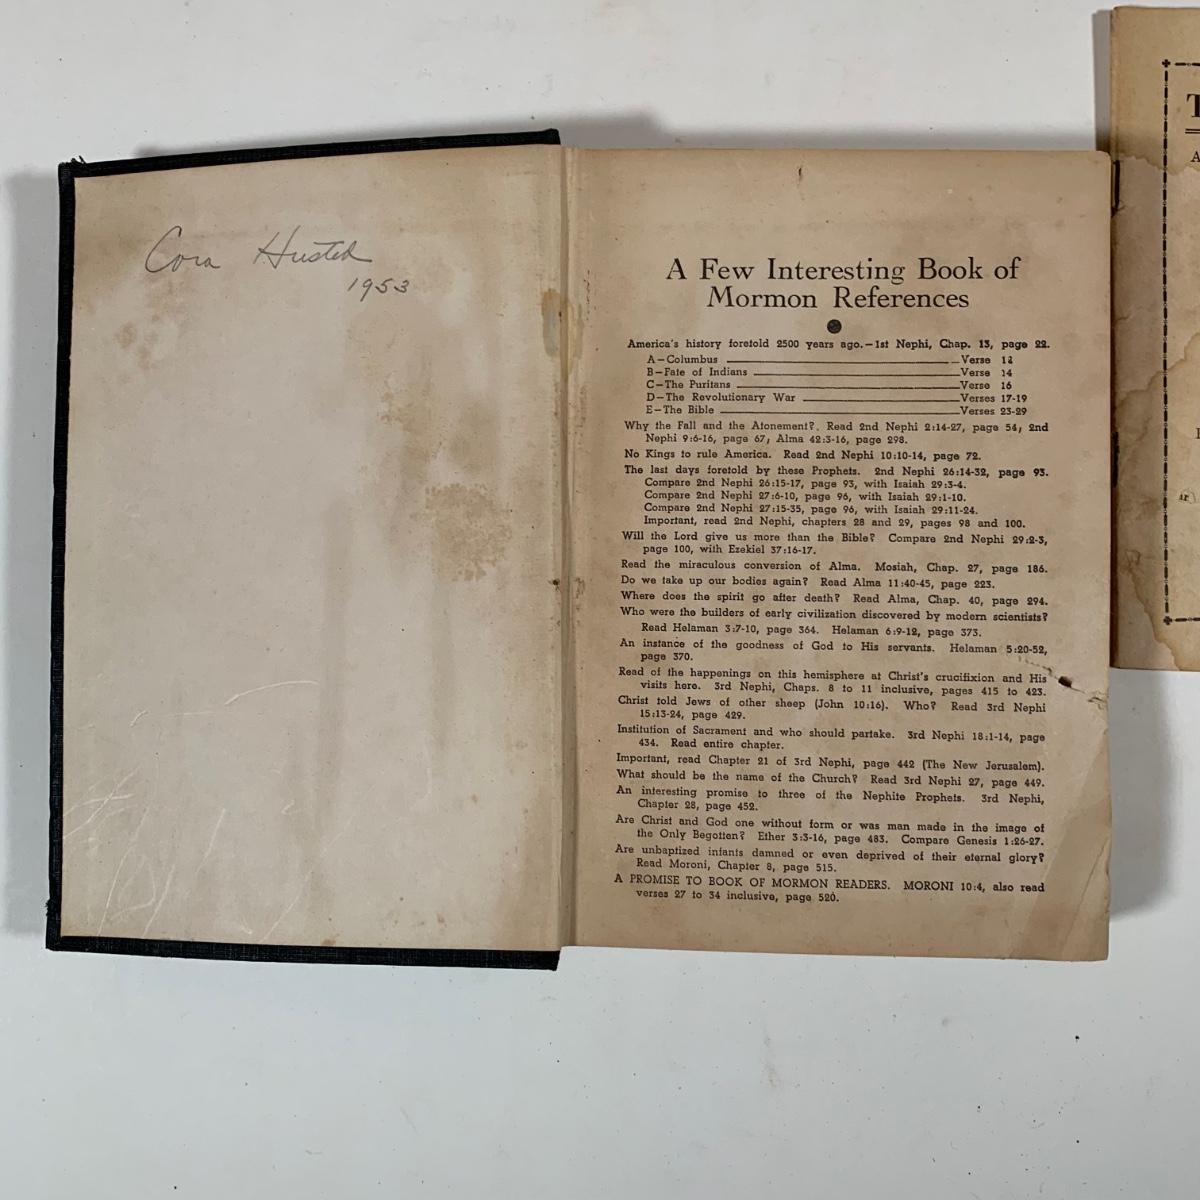 Cora Husted
1953
A Few Interesting Book of
Mormon References
America's history foretold 2500 years ago.—1st Nephi, Chap. 13, page 22.
A—Columbus Verse 12
B—Fate of Indians Verse 14
C—The Puritans Verse 16
D—The Revolutionary War Verses 17-19
E—The Bible Verses 23-29
Why the Fall and the Atonement?. Read 2nd Nephi 2:14-27, page 54; 2nd
Nephi 9:6-16, page 67; Alma 42:3-16, page 298.
No Kings to rule America. Read 2nd Nephi 10:10-14, page 72.
The last days foretold by these Prophets. 2nd Nephi 26:14-32, page 93.
Compare 2nd Nephi 26:15-17, page 93, with Isaiah 29:3-4.
Compare 2nd Nephi 27:6-10, page 96, with Isaiah 29:1-10.
Compare 2nd Nephi 27:15-35, page 96, with Isaiah 29:11-24.
Important, read 2nd Nephi, chapters 28 and 29, pages 98 and 100.
Will the Lord give us more than the Bible? Compare 2nd Nephi 29:2-3,
page 100, with Ezekiel 37:16-17.
Read the miraculous conversion of Alma. Mosiah, Chap. 27, page 186.
Do we take up our bodies again? Read Alma 11:40-45, page 223.
Where does the spirit go after death? Read Alma, Chap. 40, page 294.
Who were the builders of early civilization discovered by modern scientists?
Read Helaman 3:7-10, page 364. Helaman 6:9-12, page 373.
An instance of the goodness of God to His servants. Helaman 5:20-52,
page 370.
Read of the happenings on this hemisphere at Christ's crucifixion and His
visits here. 3rd Nephi, Chaps. 8 to 11 inclusive, pages 415 to 423.
Christ told Jews of other sheep (John 10:16). Who? Read 3rd Nephi
15:13-24, page 429.
Institution of Sacrament and who should partake. 3rd Nephi 18:1-14, page
434. Read entire chapter.
Important, read Chapter 21 of 3rd Nephi, page 442 (The New Jerusalem).
What should be the name of the Church? Read 3rd Nephi 27, page 449.
An interesting promise to three of the Nephite Prophets. 3rd Nephi,
Chapter 28, page 452.
Are Christ and God one without form or was man made in the image of
the Only Begotten? Ether 3:3-16, page 483. Compare Genesis 1:26-27.
Are unbaptized infants damned or even deprived of their eternal glory?
Read Moroni, Chapter 8, page 515.
A PROMISE TO BOOK OF MORMON READERS. MORONI 10:4, also read
verses 27 to 34 inclusive, page 520.